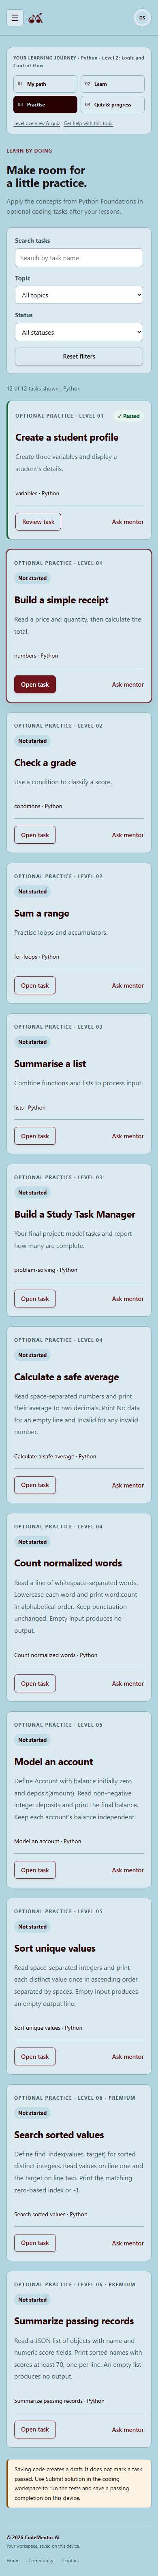 DS
YOUR LEARNING JOURNEY · Python · Level 2: Logic and
Control Flow
01 My path
02 Learn
03 Practise
04 Quiz & progress
Level overview & quiz · Get help with this topic
LEARN BY DOING
Make room for
a little practice.
Apply the concepts from Python Foundations in
optional coding tasks after your lessons.
Search tasks
Search by task name
Topic
All topics
Status
All statuses
Reset filters
12 of 12 tasks shown · Python
OPTIONAL PRACTICE · LEVEL 01
✓ Passed
Create a student profile
Create three variables and display a
student's details.
variables · Python
Review task
Ask mentor
OPTIONAL PRACTICE · LEVEL 01
Not started
Build a simple receipt
Read a price and quantity, then calculate the
total.
numbers · Python
Open task
Ask mentor
OPTIONAL PRACTICE · LEVEL 02
Not started
Check a grade
Use a condition to classify a score.
conditions · Python
Open task
Ask mentor
OPTIONAL PRACTICE · LEVEL 02
Not started
Sum a range
Practise loops and accumulators.
for-loops · Python
Open task
Ask mentor
OPTIONAL PRACTICE · LEVEL 03
Not started
Summarise a list
Combine functions and lists to process input.
lists · Python
Open task
Ask mentor
OPTIONAL PRACTICE · LEVEL 03
Not started
Build a Study Task Manager
Your final project: model tasks and report
how many are complete.
problem-solving · Python
Open task
Ask mentor
OPTIONAL PRACTICE · LEVEL 04
Not started
Calculate a safe average
Read space-separated numbers and print
their average to two decimals. Print No data
for an empty line and Invalid for any invalid
number.
Calculate a safe average · Python
Open task
Ask mentor
OPTIONAL PRACTICE · LEVEL 04
Not started
Count normalized words
Read a line of whitespace-separated words.
Lowercase each word and print word:count
in alphabetical order. Keep punctuation
unchanged. Empty input produces no
output.
Count normalized words · Python
Open task
Ask mentor
OPTIONAL PRACTICE · LEVEL 05
Not started
Model an account
Define Account with balance initially zero
and deposit(amount). Read non-negative
integer deposits and print the final balance.
Keep each account's balance independent.
Model an account · Python
Open task
Ask mentor
OPTIONAL PRACTICE · LEVEL 05
Not started
Sort unique values
Read space-separated integers and print
each distinct value once in ascending order,
separated by spaces. Empty input produces
an empty output line.
Sort unique values · Python
Open task
Ask mentor
OPTIONAL PRACTICE · LEVEL 06 · PREMIUM
Not started
Search sorted values
Define find_index(values, target) for sorted
distinct integers. Read values on line one and
the target on line two. Print the matching
zero-based index or -1.
Search sorted values · Python
Open task
Ask mentor
OPTIONAL PRACTICE · LEVEL 06 · PREMIUM
Not started
Summarize passing records
Read a JSON list of objects with name and
numeric score fields. Print sorted names with
scores at least 70, one per line. An empty list
produces no output.
Summarize passing records · Python
Open task
Ask mentor
Saving code creates a draft. It does not mark a task
passed. Use Submit solution in the coding
workspace to run the tests and save a passing
completion on this device.
© 2026 CodeMentor AI
Your workspace, saved on this device.
Home
Community
Contact